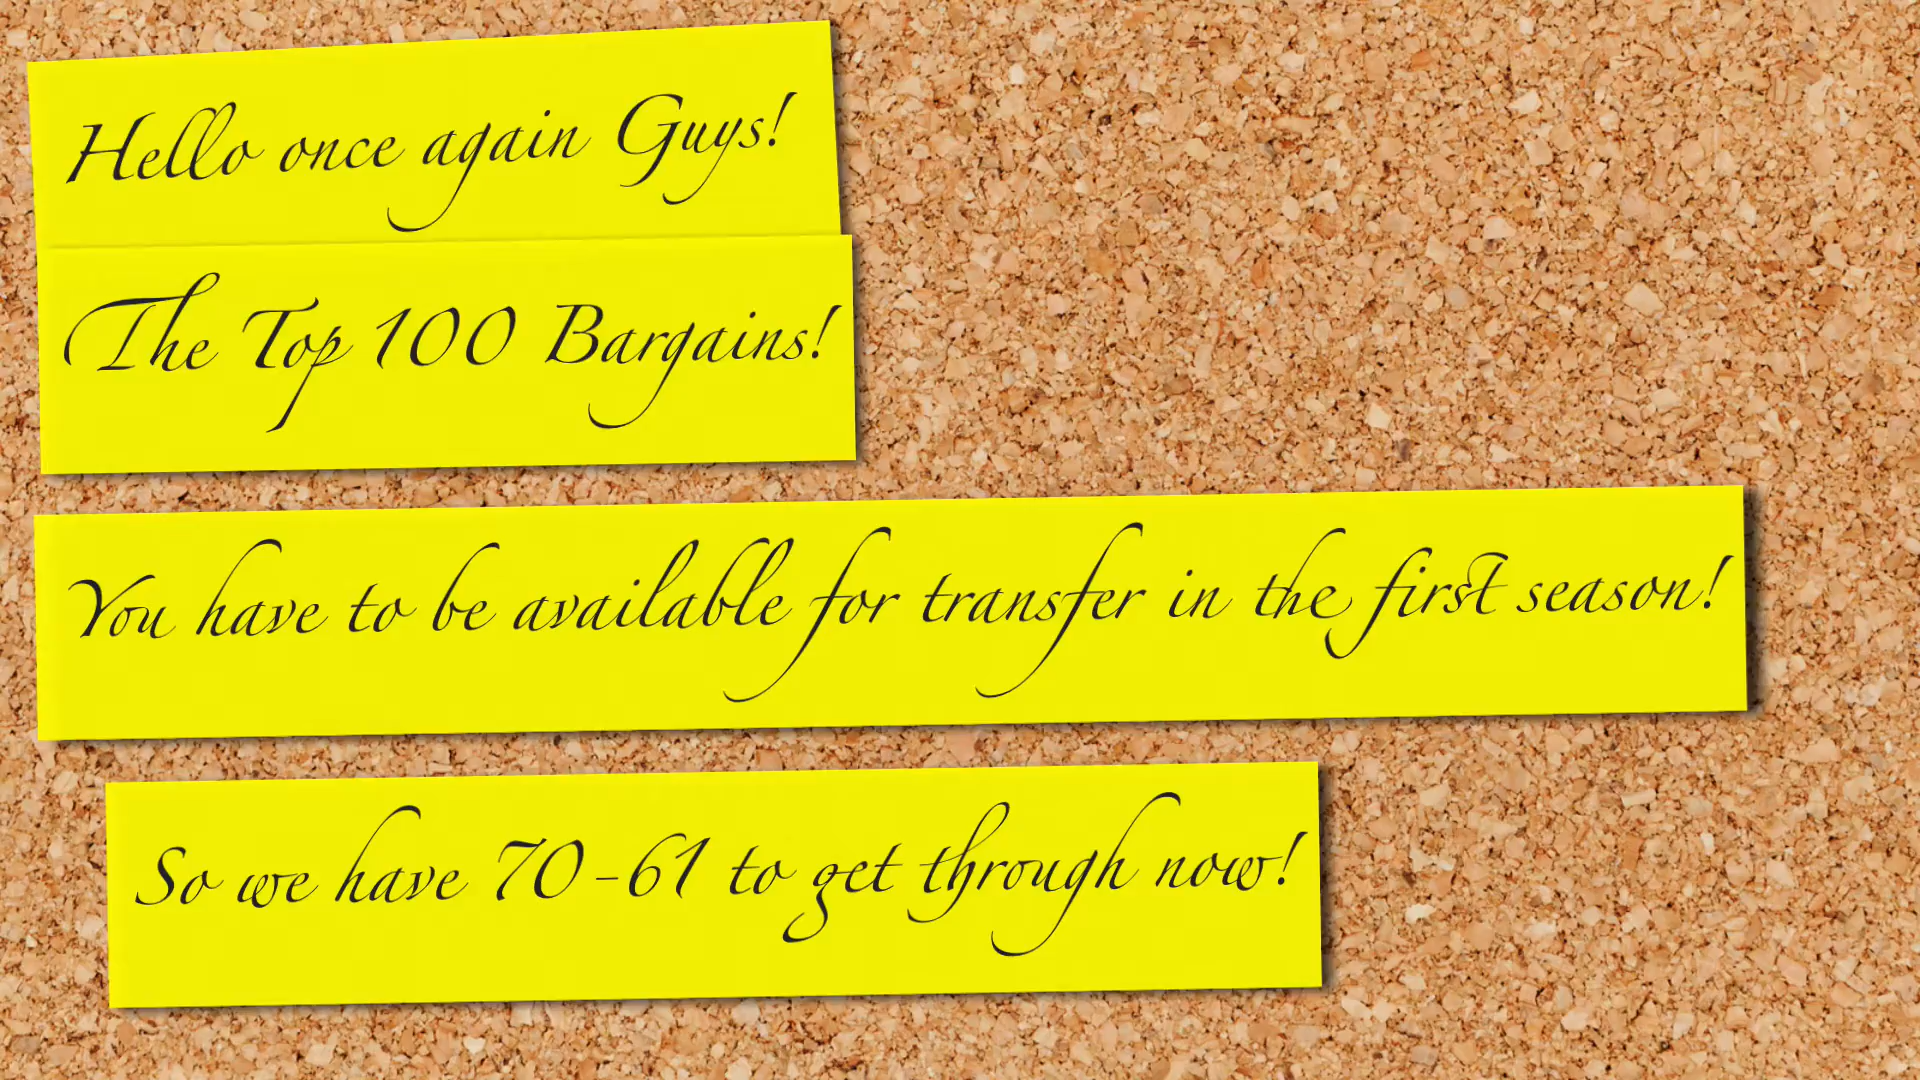 Hello once again Guys!
The Top 100 Bargains!
You have to be available for transfer in the first season!
So we have 70-61 to get through now!